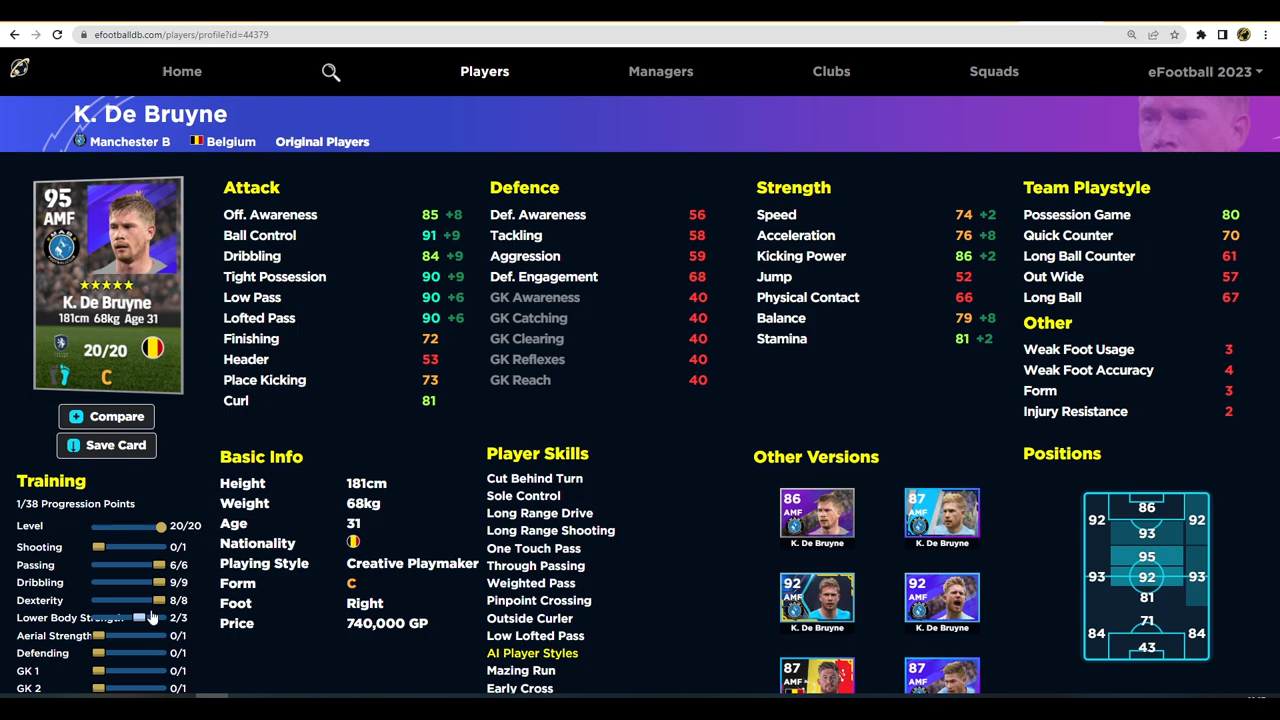 efootballdb.com/players/profile?id=44379
Home
Players
Managers
Clubs
Squads
eFootball 2023
K. De Bruyne
Manchester B
Belgium
Original Players
95
AMF
K. De Bruyne
181cm 68kg Age 31
20/20
C
Compare
Save Card
Attack
Off. Awareness 85 +8
Ball Control 91 +9
Dribbling 84 +9
Tight Possession 90 +9
Low Pass 90 +6
Lofted Pass 90 +6
Finishing 72
Header 53
Place Kicking 73
Curl 81
Defence
Def. Awareness 56
Tackling 58
Aggression 59
Def. Engagement 68
GK Awareness 40
GK Catching 40
GK Clearing 40
GK Reflexes 40
GK Reach 40
Strength
Speed 74 +2
Acceleration 76 +8
Kicking Power 86 +2
Jump 52
Physical Contact 66
Balance 79 +8
Stamina 81 +2
Team Playstyle
Possession Game 80
Quick Counter 70
Long Ball Counter 61
Out Wide 57
Long Ball 67
Other
Weak Foot Usage 3
Weak Foot Accuracy 4
Form 3
Injury Resistance 2
Training
1/38 Progression Points
Level 20/20
Shooting 0/1
Passing 6/6
Dribbling 9/9
Dexterity 8/8
Lower Body Strength 2/3
Aerial Strength 0/1
Defending 0/1
GK 1 0/1
GK 2 0/1
Basic Info
Height 181cm
Weight 68kg
Age 31
Nationality
Playing Style Creative Playmaker
Form C
Foot Right
Price 740,000 GP
Player Skills
Cut Behind Turn
Sole Control
Long Range Drive
Long Range Shooting
One Touch Pass
Through Passing
Weighted Pass
Pinpoint Crossing
Outside Curler
Low Lofted Pass
AI Player Styles
Mazing Run
Early Cross
Other Versions
86
AMF
K. De Bruyne
87
AMF
K. De Bruyne
92
AMF
K. De Bruyne
92
AMF
K. De Bruyne
87
AMF
87
AMF
Positions
86
92 92
93
95
93 92 93
81
71
84 84
43